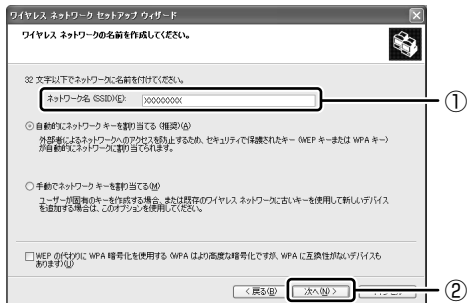 ワイヤレス ネットワーク セットアップ ウィザード
ワイヤレス ネットワークの名前を作成してください。
32 文字以下でネットワークに名前を付けてください。
ネットワーク名 (SSID)(E): XXXXXXXX
①
自動的にネットワーク キーを割り当てる (推奨)(A)
外部者によるネットワークへのアクセスを防止するため、セキュリティで保護されたキー (WEP キーまたは WPA キー)
が自動的にネットワークに割り当てられます。
手動でネットワーク キーを割り当てる(M)
ユーザーが固有のキーを作成する場合、または既存のワイヤレス ネットワークに古いキーを使用して新しいデバイス
を追加する場合は、このオプションを使用してください。
WEP の代わりに WPA 暗号化を使用する (WPA はより高度な暗号化ですが、WPA に互換性がないデバイスも
あります)(U)
< 戻る(B)
次へ(N) >
②